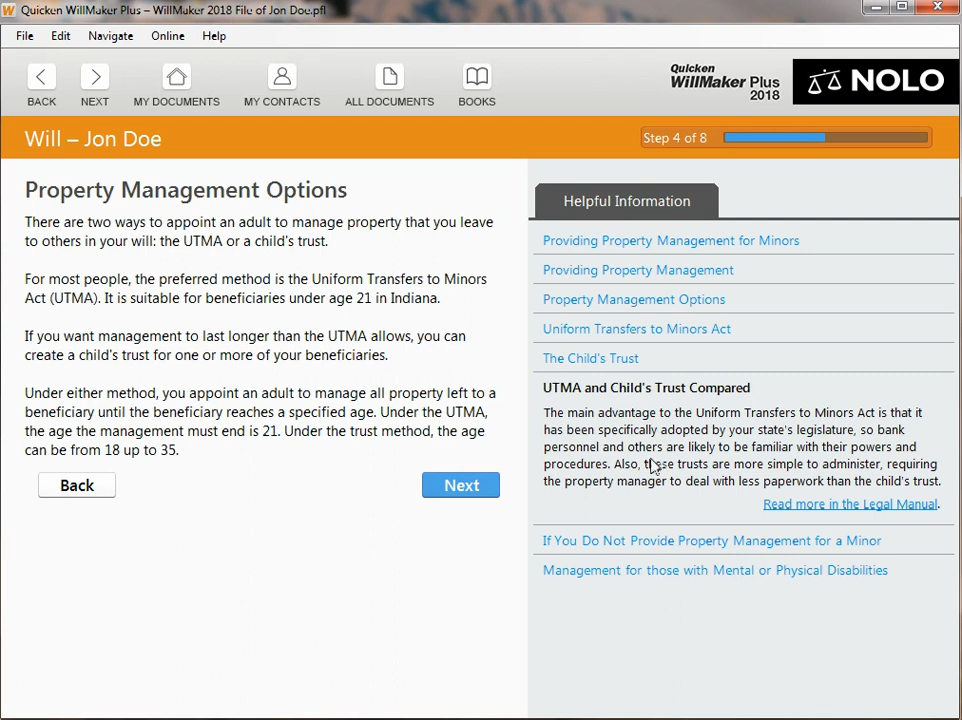 Quicken WillMaker Plus – WillMaker 2018 File of Jon Doe.pfl
File Edit Navigate Online Help
BACK NEXT MY DOCUMENTS MY CONTACTS ALL DOCUMENTS BOOKS
Quicken
WillMaker Plus
2018
NOLO
Will – Jon Doe
Step 4 of 8
Property Management Options
There are two ways to appoint an adult to manage property that you leave
to others in your will: the UTMA or a child's trust.
For most people, the preferred method is the Uniform Transfers to Minors
Act (UTMA). It is suitable for beneficiaries under age 21 in Indiana.
If you want management to last longer than the UTMA allows, you can
create a child's trust for one or more of your beneficiaries.
Under either method, you appoint an adult to manage all property left to a
beneficiary until the beneficiary reaches a specified age. Under the UTMA,
the age the management must end is 21. Under the trust method, the age
can be from 18 up to 35.
Back Next
Helpful Information
Providing Property Management for Minors
Providing Property Management
Property Management Options
Uniform Transfers to Minors Act
The Child's Trust
UTMA and Child's Trust Compared
The main advantage to the Uniform Transfers to Minors Act is that it
has been specifically adopted by your state's legislature, so bank
personnel and others are likely to be familiar with their powers and
procedures. Also, these trusts are more simple to administer, requiring
the property manager to deal with less paperwork than the child's trust.
Read more in the Legal Manual.
If You Do Not Provide Property Management for a Minor
Management for those with Mental or Physical Disabilities